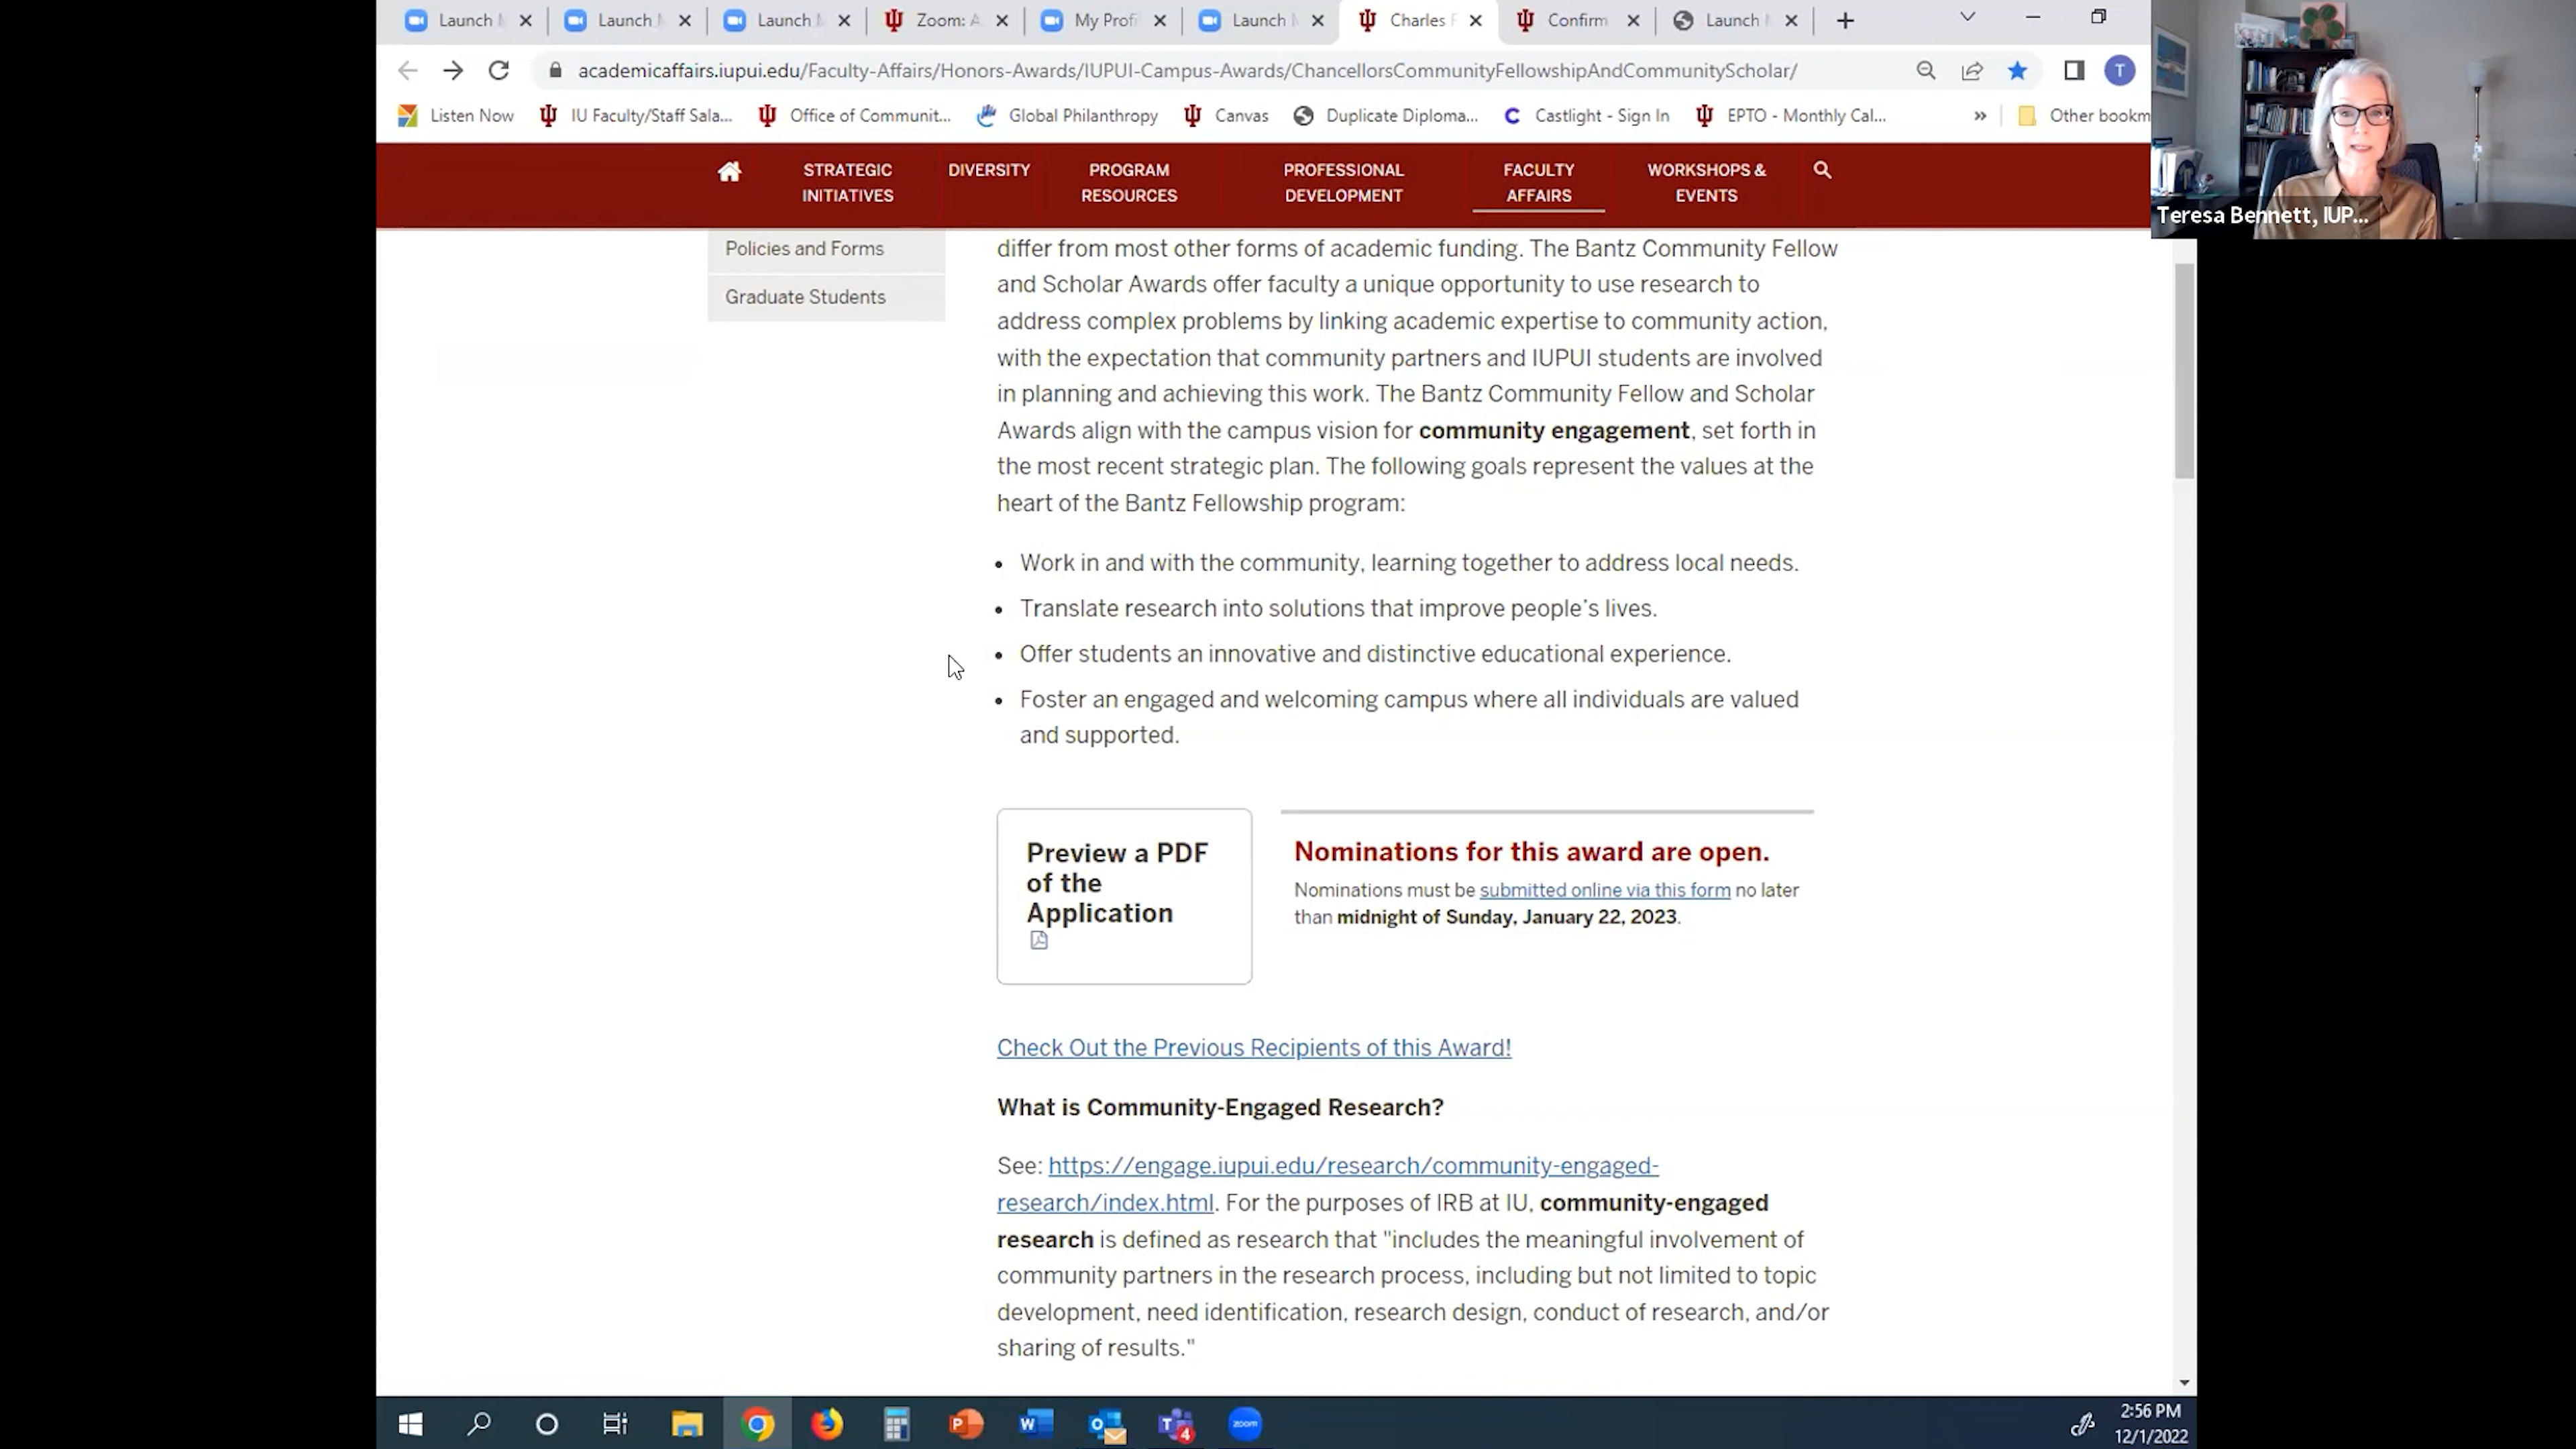 Launch
Launch
Launch
Zoom: A
My Prof
Launch
Charles
Confirm
Launch
academicaffairs.iupui.edu/Faculty-Affairs/Honors-Awards/IUPUI-Campus-Awards/ChancellorsCommunityFellowshipAndCommunityScholar/
T
Listen Now
IU Faculty/Staff Sala...
Office of Communit...
Global Philanthropy
Canvas
Duplicate Diploma...
Castlight - Sign In
EPTO - Monthly Cal...
»
Other bookm
Teresa Bennett, IUP...
STRATEGIC
INITIATIVES
DIVERSITY
PROGRAM
RESOURCES
PROFESSIONAL
DEVELOPMENT
FACULTY
AFFAIRS
WORKSHOPS &
EVENTS
Policies and Forms
Graduate Students
differ from most other forms of academic funding. The Bantz Community Fellow
and Scholar Awards offer faculty a unique opportunity to use research to
address complex problems by linking academic expertise to community action,
with the expectation that community partners and IUPUI students are involved
in planning and achieving this work. The Bantz Community Fellow and Scholar
Awards align with the campus vision for community engagement, set forth in
the most recent strategic plan. The following goals represent the values at the
heart of the Bantz Fellowship program:
• Work in and with the community, learning together to address local needs.
• Translate research into solutions that improve people's lives.
• Offer students an innovative and distinctive educational experience.
• Foster an engaged and welcoming campus where all individuals are valued
and supported.
Preview a PDF
of the
Application
Nominations for this award are open.
Nominations must be submitted online via this form no later
than midnight of Sunday, January 22, 2023.
Check Out the Previous Recipients of this Award!
What is Community-Engaged Research?
See: https://engage.iupui.edu/research/community-engaged-
research/index.html. For the purposes of IRB at IU, community-engaged
research is defined as research that "includes the meaningful involvement of
community partners in the research process, including but not limited to topic
development, need identification, research design, conduct of research, and/or
sharing of results."
4
zoom
2:56 PM
12/1/2022